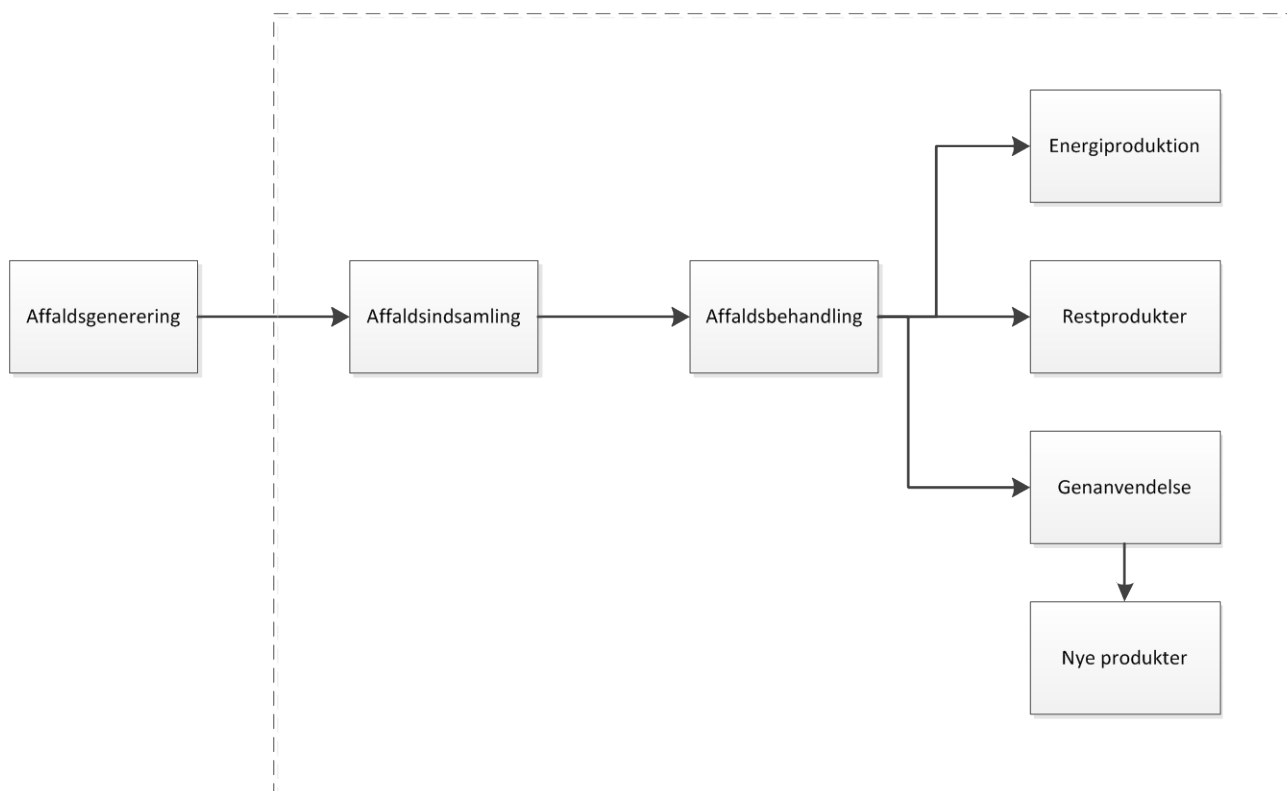 Affaldsgenerering
Affaldsindsamling
Affaldsbehandling
Energiproduktion
Restprodukter
Genanvendelse
Nye produkter